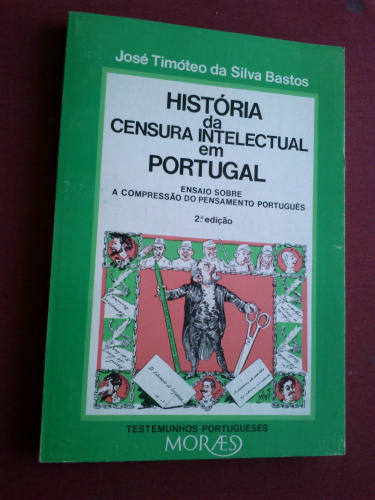 José Timóteo da Silva Bastos
HISTÓRIA
da
CENSURA INTELECTUAL
em
PORTUGAL
ENSAIO SOBRE
A COMPRESSÃO DO PENSAMENTO PORTUGUÊS
2.ª edição
TESTEMUNHOS PORTUGUESES
MORÆS